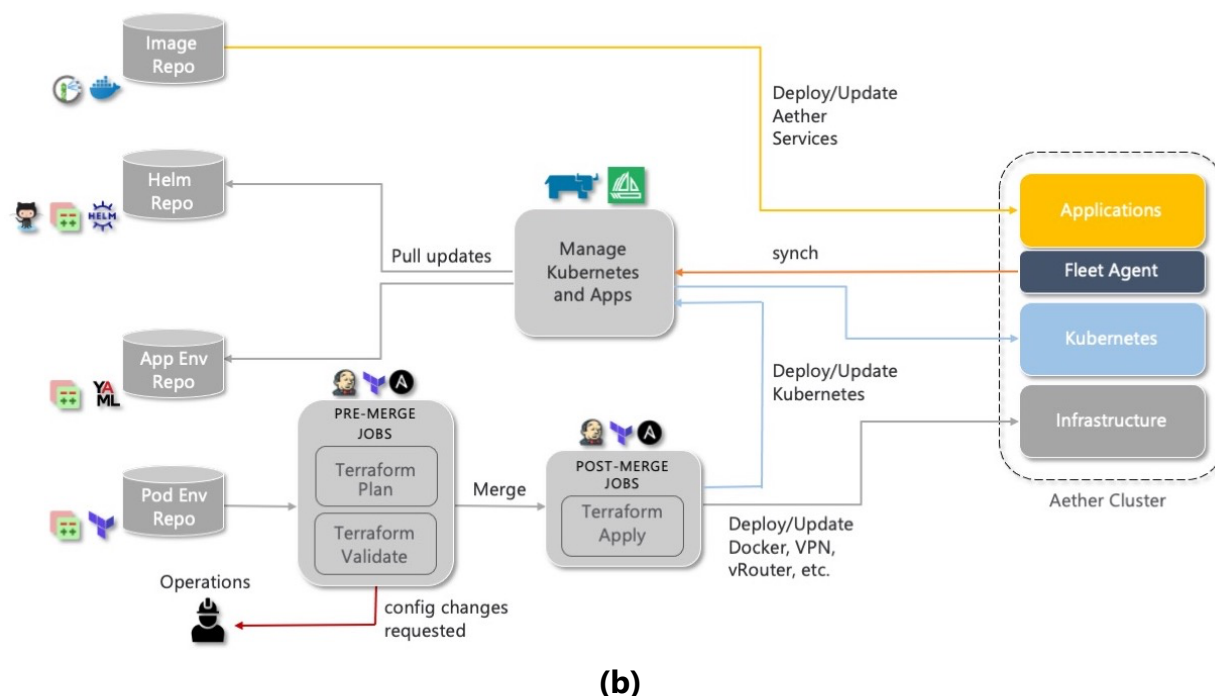 Image
Repo
Deploy/Update
Aether
Services
Helm
Repo
HELM
Pull updates
Manage
Kubernetes
and Apps
synch
Applications
Fleet Agent
Kubernetes
Infrastructure
Aether Cluster
App Env
Repo
YA
ML
Deploy/Update
Kubernetes
PRE-MERGE
JOBS
Terraform
Plan
Terraform
Validate
Merge
POST-MERGE
JOBS
Terraform
Apply
Pod Env
Repo
Deploy/Update
Docker, VPN,
vRouter, etc.
Operations
config changes
requested
(b)